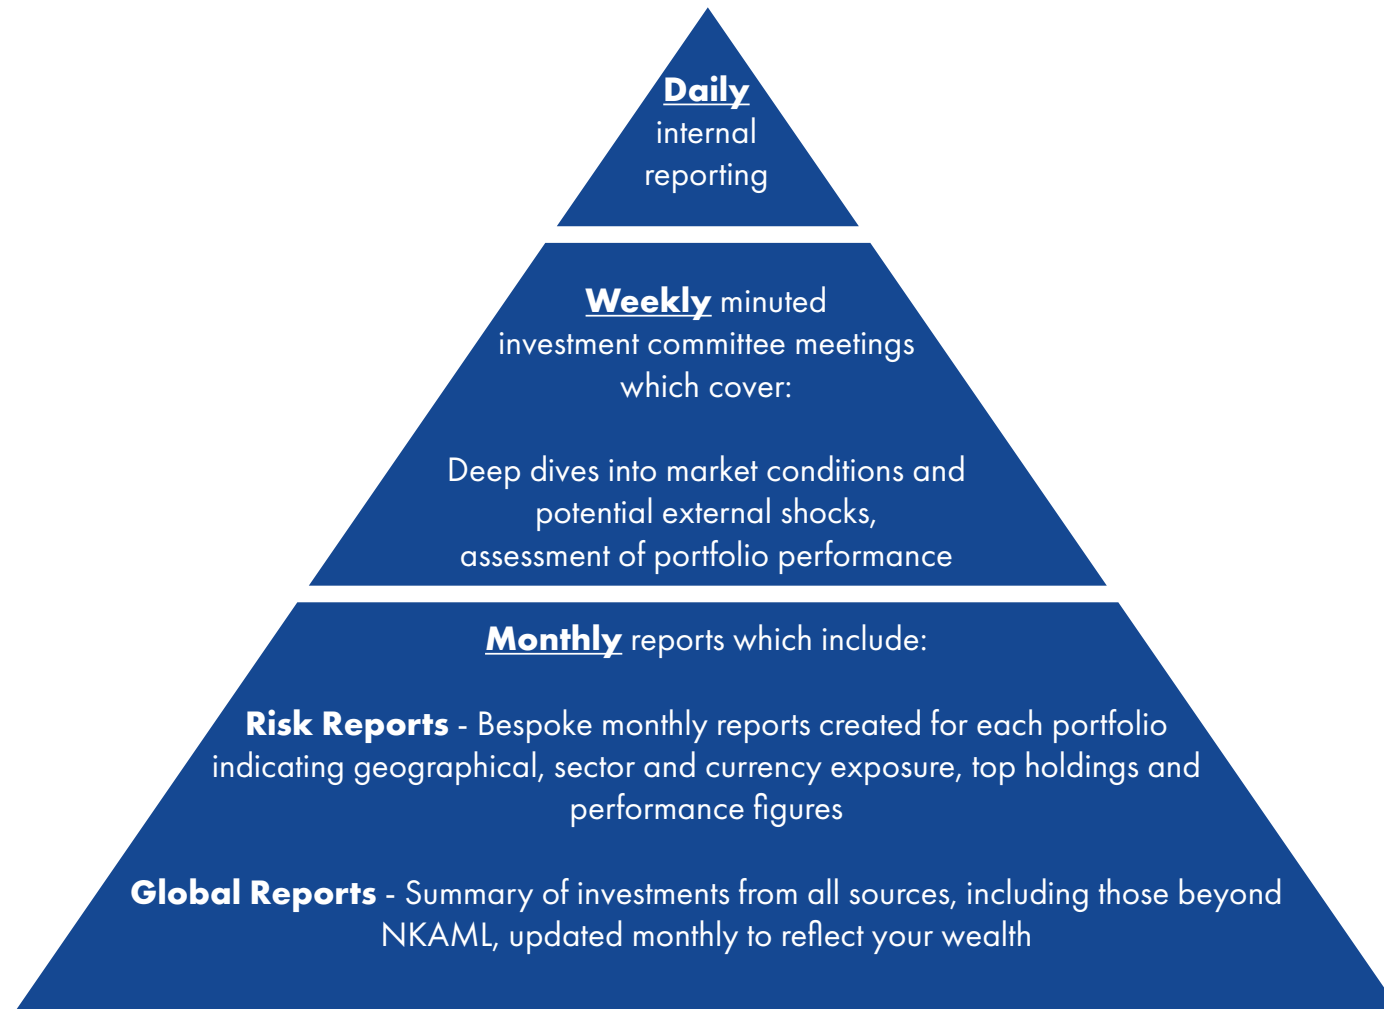 Daily
internal
reporting
Weekly minuted
investment committee meetings
which cover:
Deep dives into market conditions and
potential external shocks,
assessment of portfolio performance
Monthly reports which include:
Risk Reports - Bespoke monthly reports created for each portfolio
indicating geographical, sector and currency exposure, top holdings and
performance figures
Global Reports - Summary of investments from all sources, including those beyond
NKAML, updated monthly to reflect your wealth